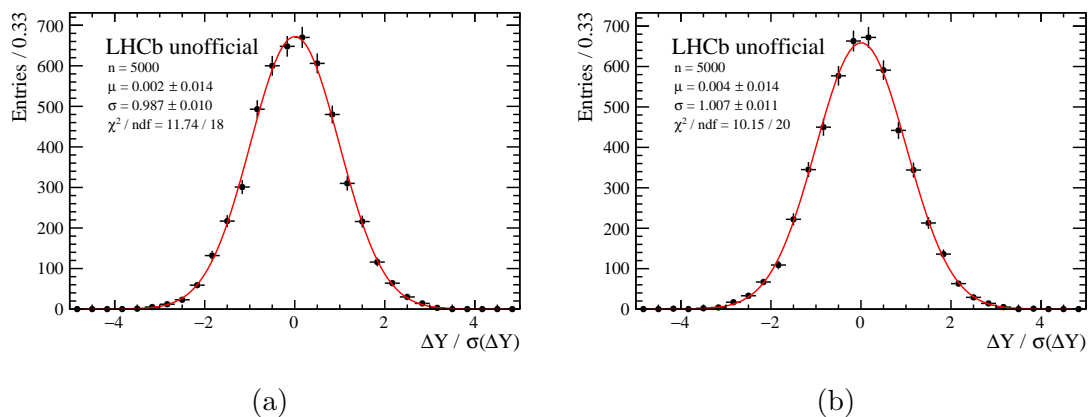 Entries / 0.33
700
600
500
400
300
200
100
0
LHCb unofficial
n = 5000
μ = 0.002 ± 0.014
σ = 0.987 ± 0.010
χ² / ndf = 11.74 / 18
−4 −2 0 2 4
ΔY / σ(ΔY)
(a)
Entries / 0.33
700
600
500
400
300
200
100
0
LHCb unofficial
n = 5000
μ = 0.004 ± 0.014
σ = 1.007 ± 0.011
χ² / ndf = 10.15 / 20
−4 −2 0 2 4
ΔY / σ(ΔY)
(b)